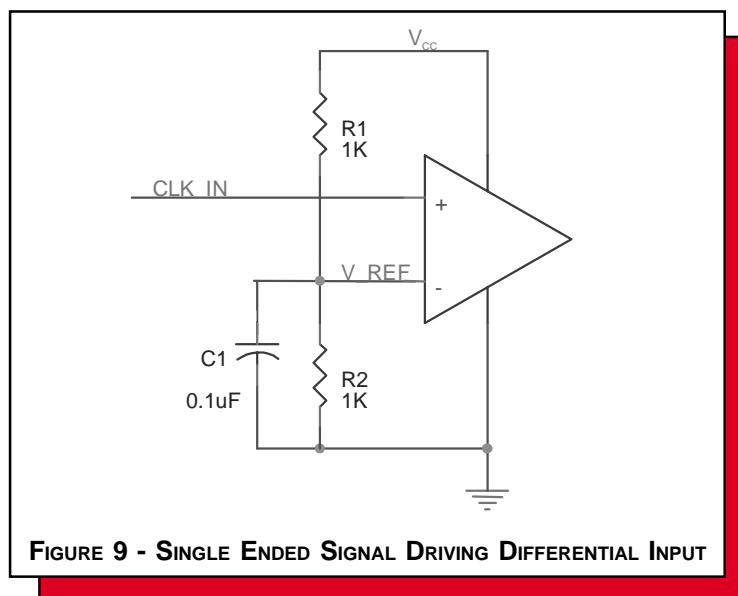 Vcc
R1
1K
CLK_IN
+
V_REF
-
C1
0.1uF
R2
1K
FIGURE 9 - SINGLE ENDED SIGNAL DRIVING DIFFERENTIAL INPUT